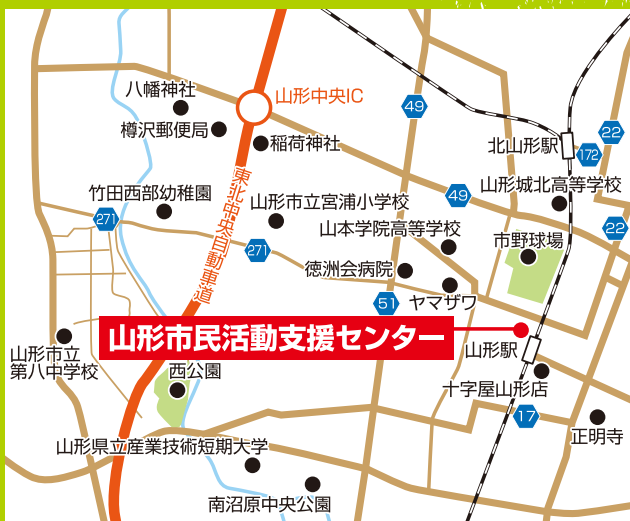 八幡神社
山形中央IC
樽沢郵便局
稲荷神社
49
北山形駅
22
172
東北中央自動車道
竹田西部幼稚園
49
山形城北高等学校
271
山形市立宮浦小学校
山本学院高等学校
22
271
市野球場
徳洲会病院
51
ヤマザワ
山形市民活動支援センター
山形市立
第八中学校
山形駅
西公園
十字屋山形店
17
正明寺
山形県立産業技術短期大学
南沼原中央公園